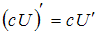 (cU)′ = cU′